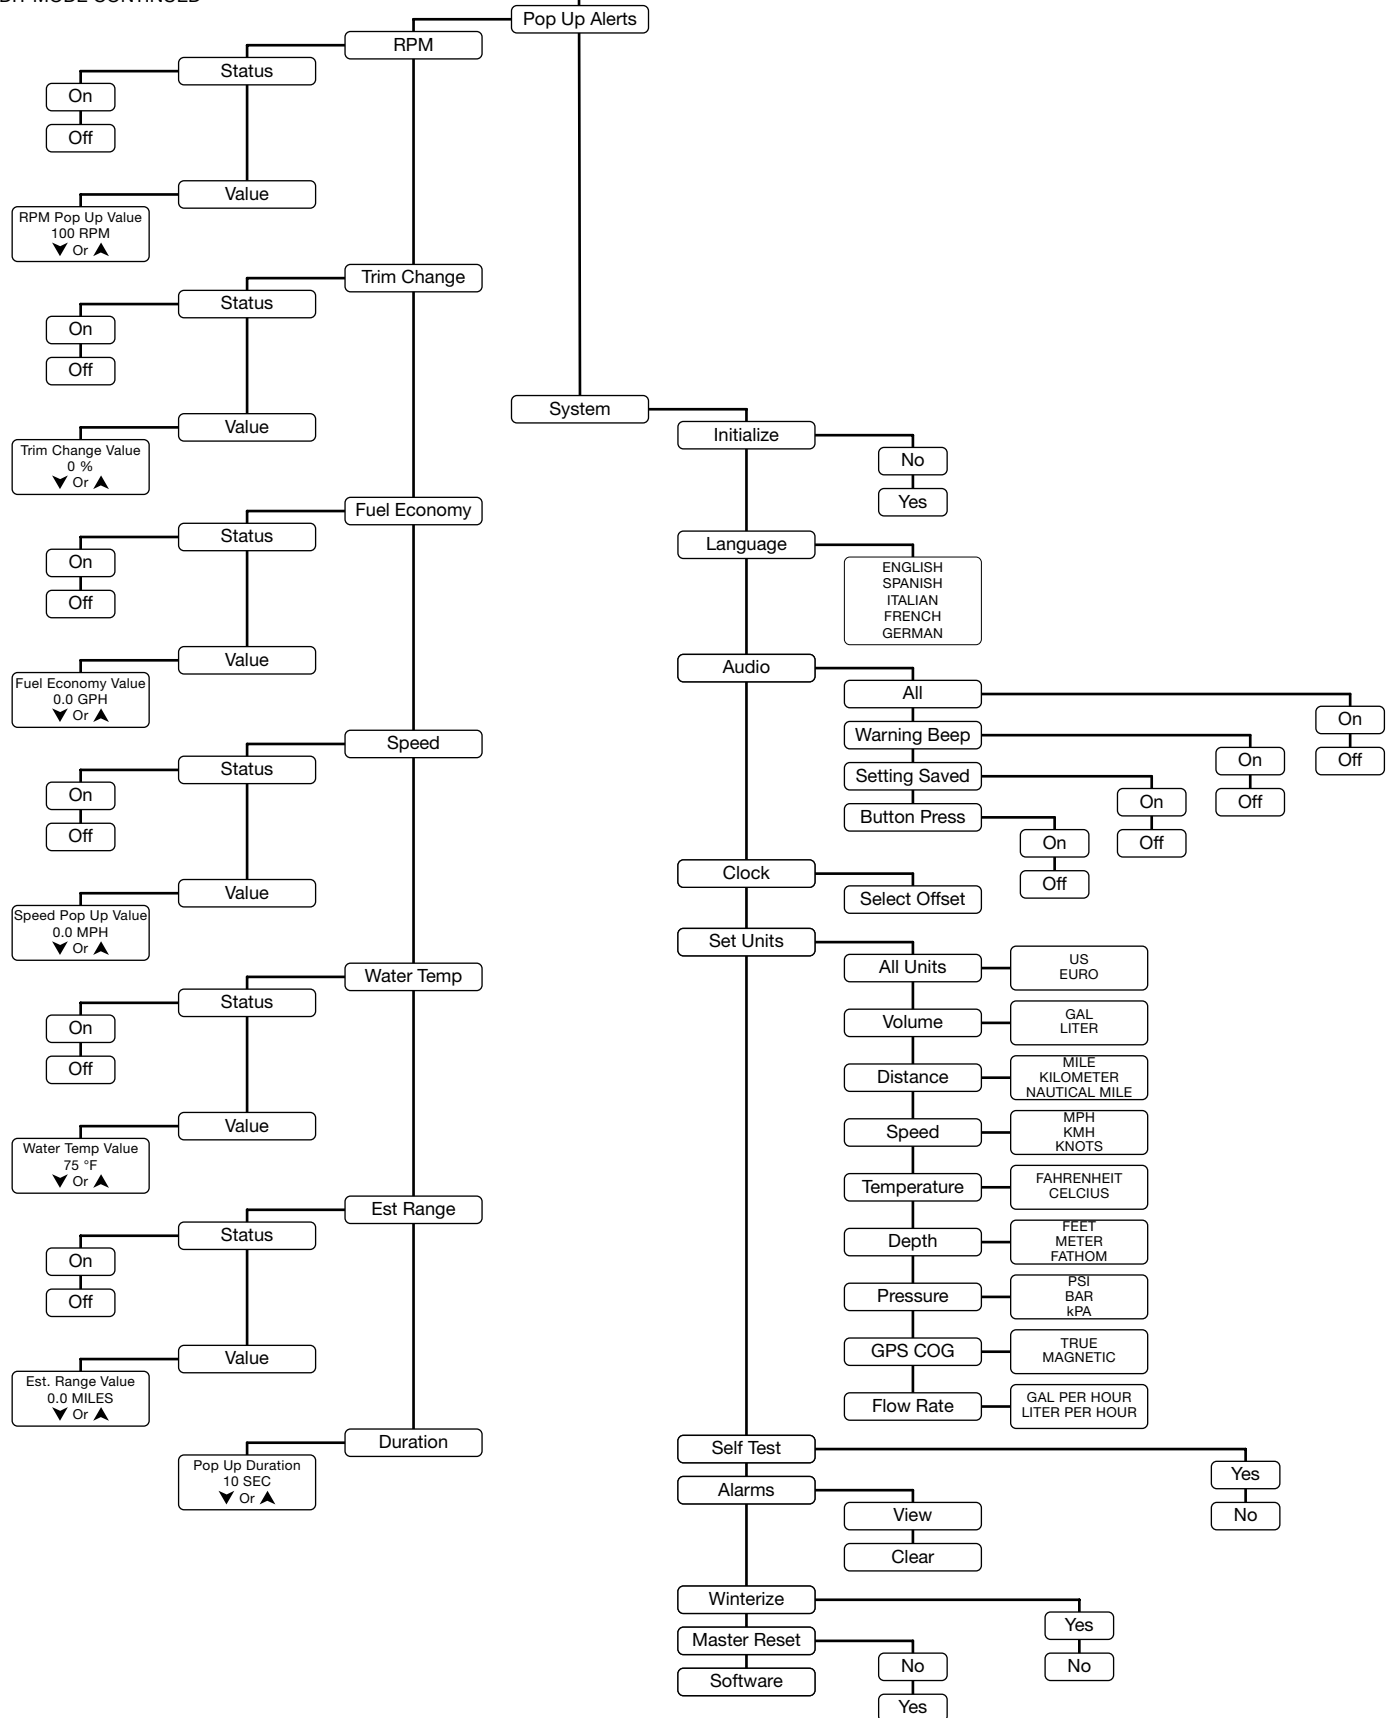 Pop Up Alerts
RPM
Status
On
Off
Value
RPM Pop Up Value
100 RPM
Or
Trim Change
Status
On
Off
Value
Trim Change Value
0 %
Or
Fuel Economy
Status
On
Off
Value
Fuel Economy Value
0.0 GPH
Or
Speed
Status
On
Off
Value
Speed Pop Up Value
0.0 MPH
Or
Water Temp
Status
On
Off
Value
Water Temp Value
75 °F
Or
Est Range
Status
On
Off
Value
Est. Range Value
0.0 MILES
Or
Duration
Pop Up Duration
10 SEC
Or
System
Initialize
No
Yes
Language
ENGLISH
SPANISH
ITALIAN
FRENCH
GERMAN
Audio
All
On
Off
Warning Beep
On
Off
Setting Saved
On
Off
Button Press
On
Off
Clock
Select Offset
Set Units
All Units
US
EURO
Volume
GAL
LITER
Distance
MILE
KILOMETER
NAUTICAL MILE
Speed
MPH
KMH
KNOTS
Temperature
FAHRENHEIT
CELCIUS
Depth
FEET
METER
FATHOM
Pressure
PSI
BAR
kPA
GPS COG
TRUE
MAGNETIC
Flow Rate
GAL PER HOUR
LITER PER HOUR
Self Test
Yes
No
Alarms
View
Clear
Winterize
Yes
No
Master Reset
No
Yes
Software